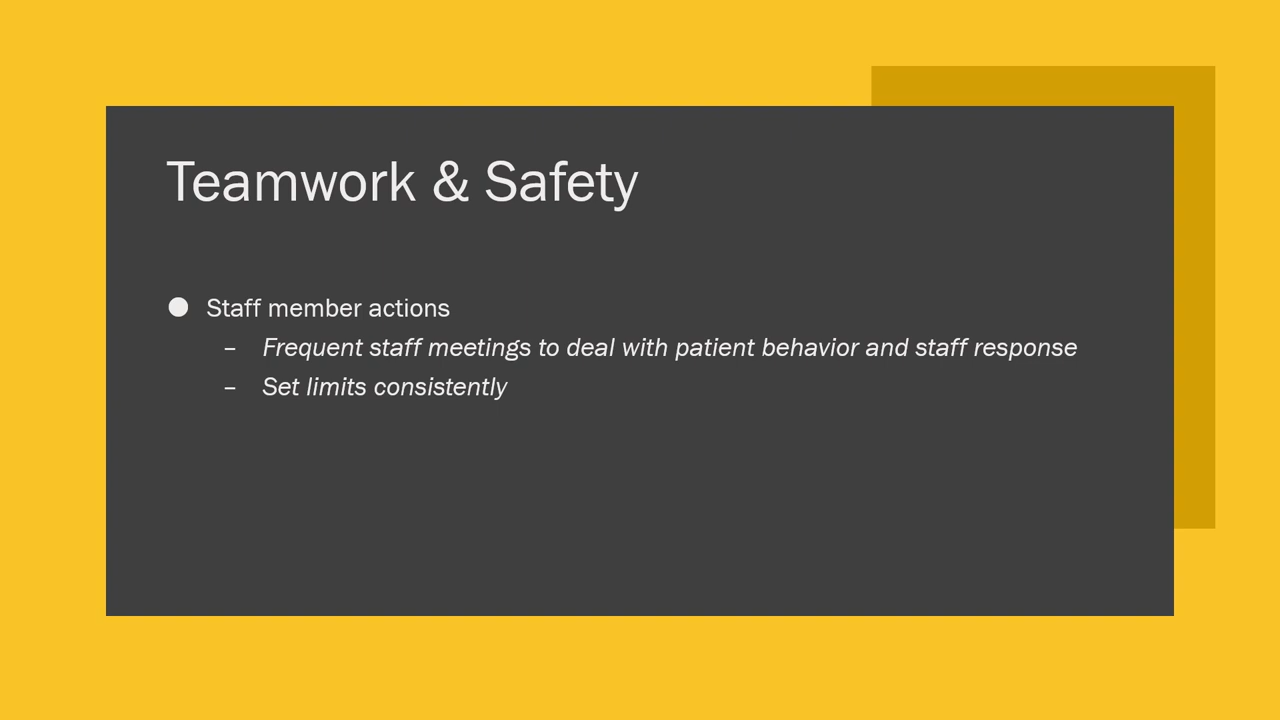 Teamwork & Safety
● Staff member actions
– Frequent staff meetings to deal with patient behavior and staff response
– Set limits consistently